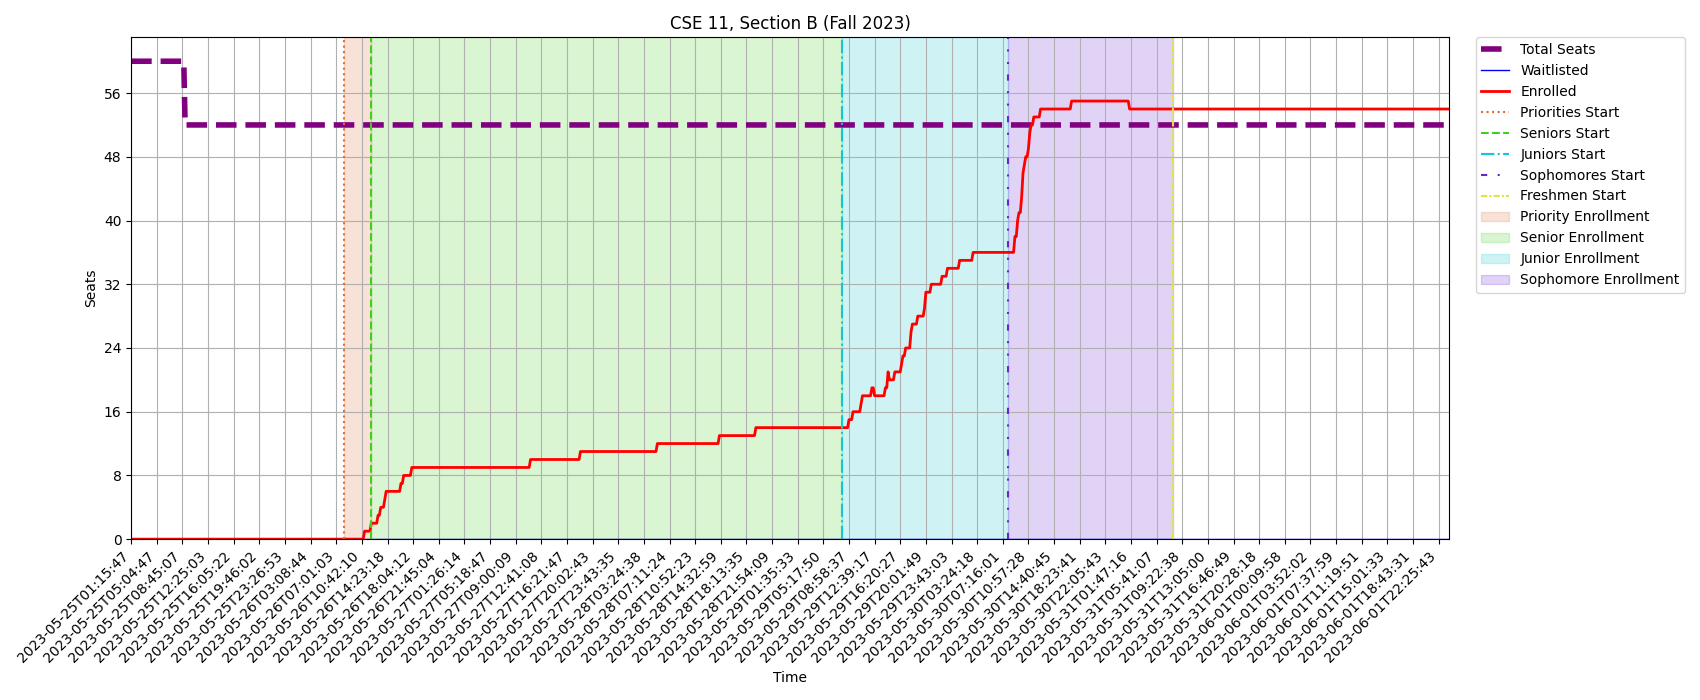 CSE 11, Section B (Fall 2023)
Seats
56
48
40
32
24
16
8
0
2023-05-25T01:15:47
2023-05-25T05:04:47
2023-05-25T08:45:07
2023-05-25T12:25:03
2023-05-25T16:05:22
2023-05-25T19:46:02
2023-05-25T23:26:53
2023-05-26T03:08:44
2023-05-26T07:01:03
2023-05-26T10:42:10
2023-05-26T14:23:18
2023-05-26T18:04:12
2023-05-26T21:45:04
2023-05-27T01:26:14
2023-05-27T05:18:47
2023-05-27T09:00:09
2023-05-27T12:41:08
2023-05-27T16:21:47
2023-05-27T20:02:43
2023-05-27T23:43:35
2023-05-28T03:24:38
2023-05-28T07:11:24
2023-05-28T10:52:23
2023-05-28T14:32:59
2023-05-28T18:13:35
2023-05-28T21:54:09
2023-05-29T01:35:33
2023-05-29T05:17:50
2023-05-29T08:58:37
2023-05-29T12:39:17
2023-05-29T16:20:27
2023-05-29T20:01:49
2023-05-29T23:43:03
2023-05-30T03:24:18
2023-05-30T07:16:01
2023-05-30T10:57:28
2023-05-30T14:40:45
2023-05-30T18:23:41
2023-05-30T22:05:43
2023-05-31T01:47:16
2023-05-31T05:41:07
2023-05-31T09:22:38
2023-05-31T13:05:00
2023-05-31T16:46:49
2023-05-31T20:28:18
2023-06-01T00:09:58
2023-06-01T03:52:02
2023-06-01T07:37:59
2023-06-01T11:19:51
2023-06-01T15:01:33
2023-06-01T18:43:31
2023-06-01T22:25:43
Time
Total Seats
Waitlisted
Enrolled
Priorities Start
Seniors Start
Juniors Start
Sophomores Start
Freshmen Start
Priority Enrollment
Senior Enrollment
Junior Enrollment
Sophomore Enrollment